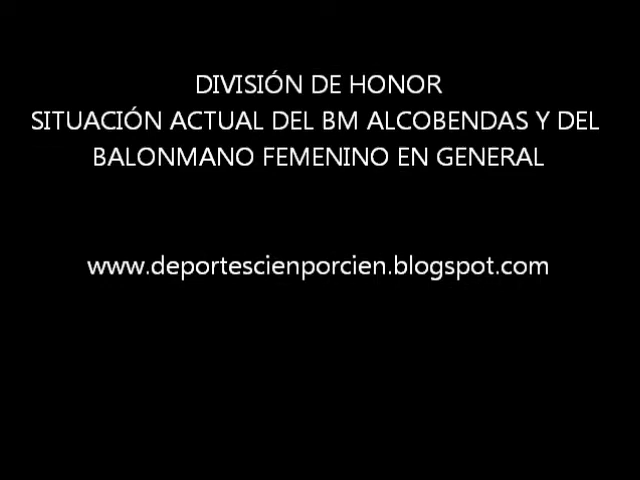 DIVISIÓN DE HONOR
SITUACIÓN ACTUAL DEL BM ALCOBENDAS Y DEL
BALONMANO FEMENINO EN GENERAL
www.deportescienporcien.blogspot.com